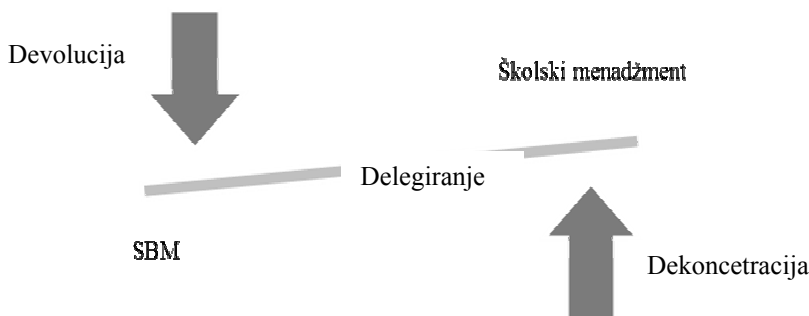 Devolucija
Školski menadžment
Delegiranje
SBM
Dekoncetracija